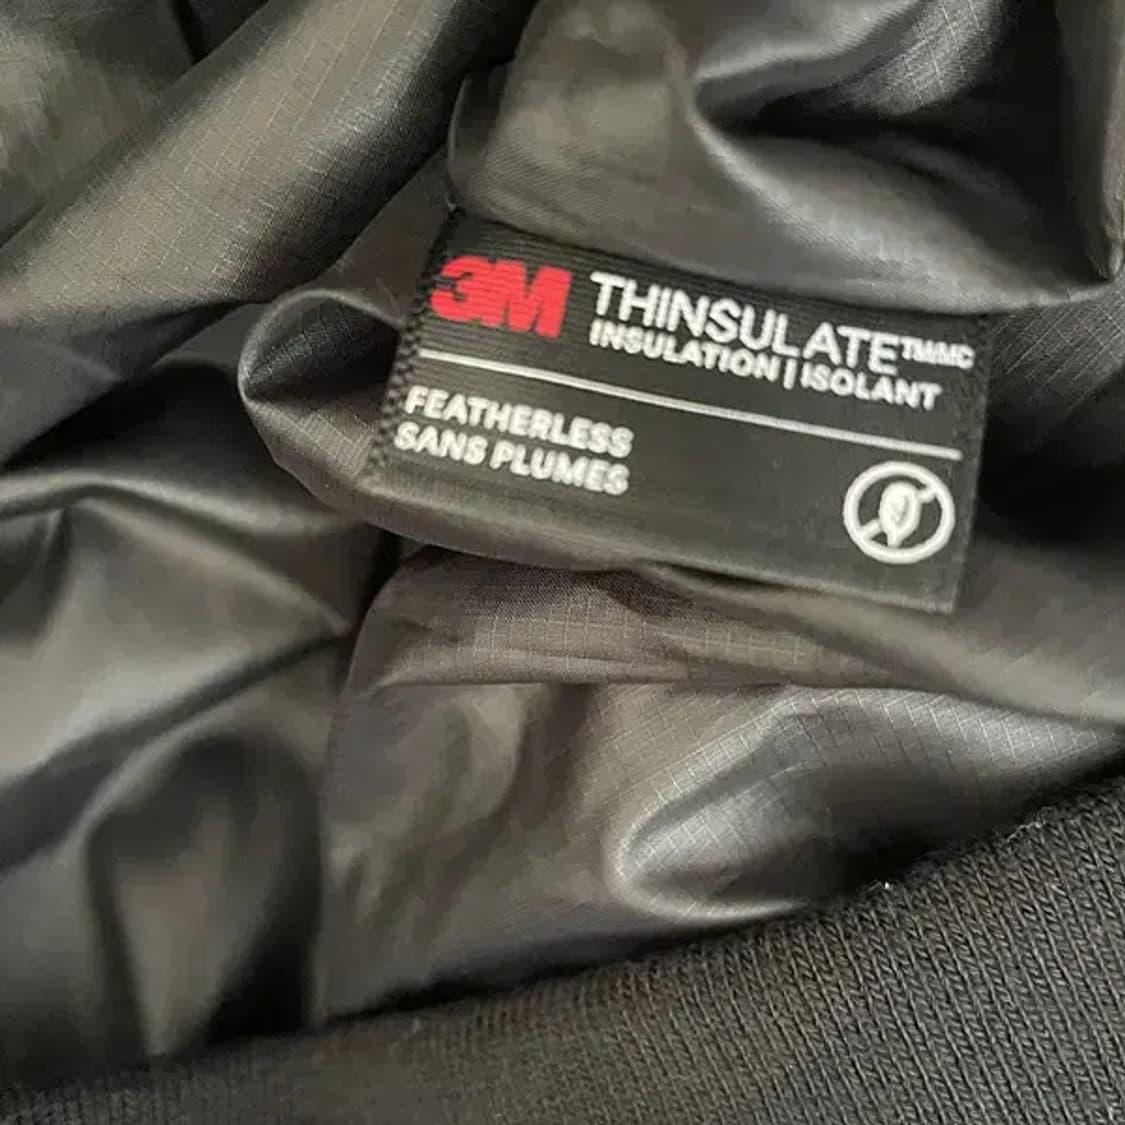 3M THINSULATE™MC
INSULATION | ISOLANT
FEATHERLESS
SANS PLUMES